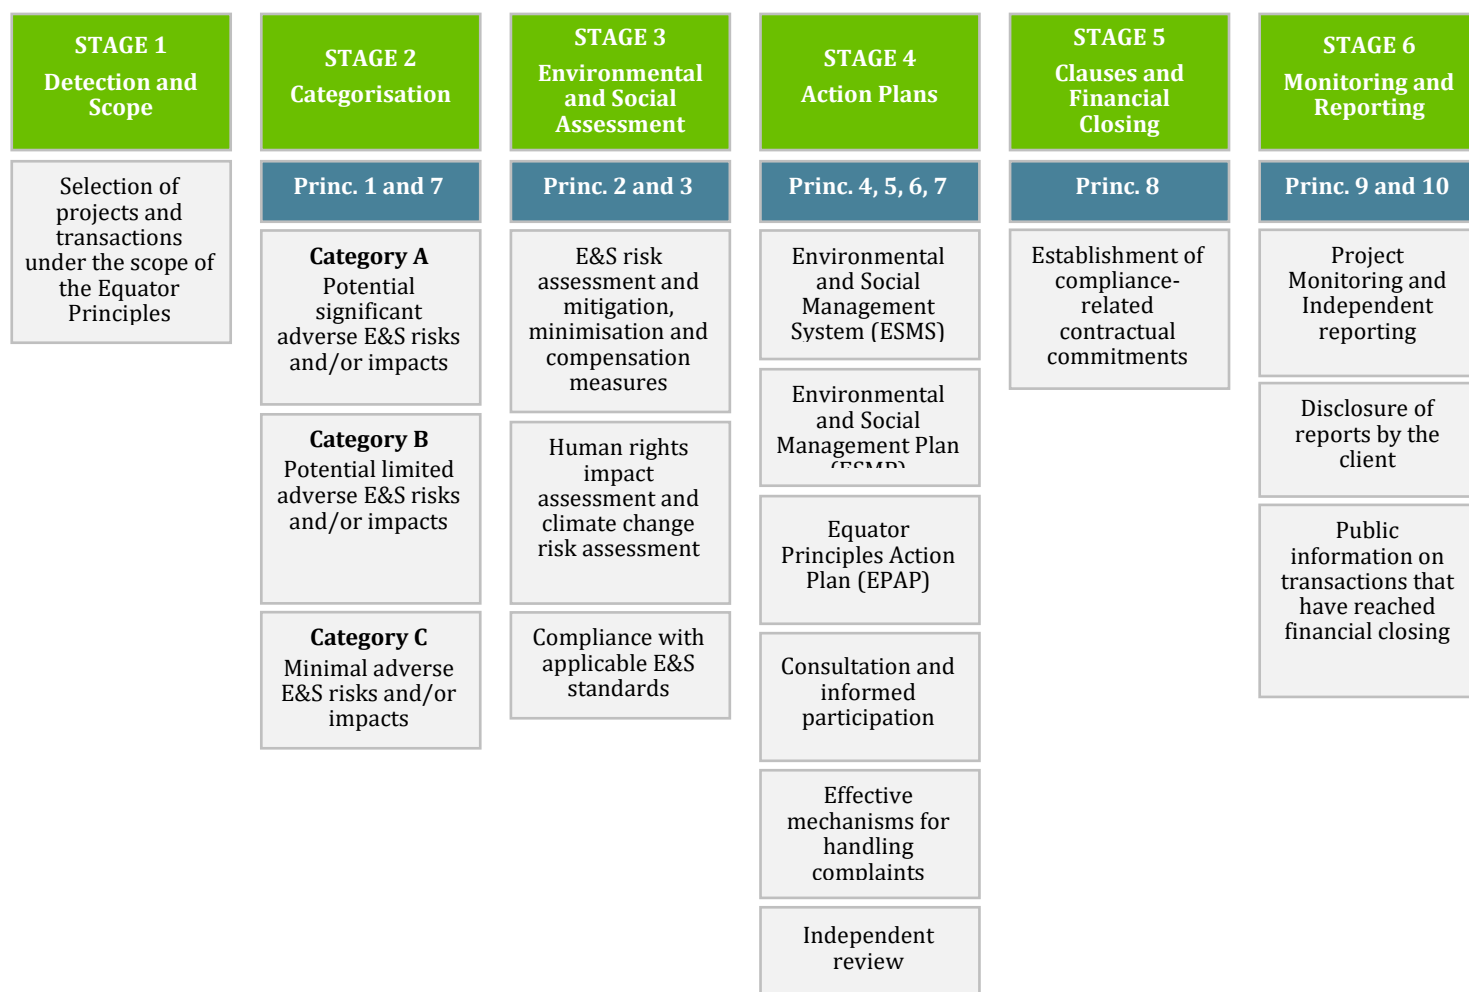 STAGE 1
Detection and
Scope
Selection of
projects and
transactions
under the scope of
the Equator
Principles
STAGE 2
Categorisation
Princ. 1 and 7
Category A
Potential
significant
adverse E&S risks
and/or impacts
Category B
Potential limited
adverse E&S risks
and/or impacts
Category C
Minimal adverse
E&S risks and/or
impacts
STAGE 3
Environmental
and Social
Assessment
Princ. 2 and 3
E&S risk
assessment and
mitigation,
minimisation and
compensation
measures
Human rights
impact
assessment and
climate change
risk assessment
Compliance with
applicable E&S
standards
STAGE 4
Action Plans
Princ. 4, 5, 6, 7
Environmental
and Social
Management
System (ESMS)
Environmental
and Social
Management Plan
(ESMP)
Equator
Principles Action
Plan (EPAP)
Consultation and
informed
participation
Effective
mechanisms for
handling
complaints
Independent
review
STAGE 5
Clauses and
Financial
Closing
Princ. 8
Establishment of
compliance-
related
contractual
commitments
STAGE 6
Monitoring and
Reporting
Princ. 9 and 10
Project
Monitoring and
Independent
reporting
Disclosure of
reports by the
client
Public
information on
transactions that
have reached
financial closing